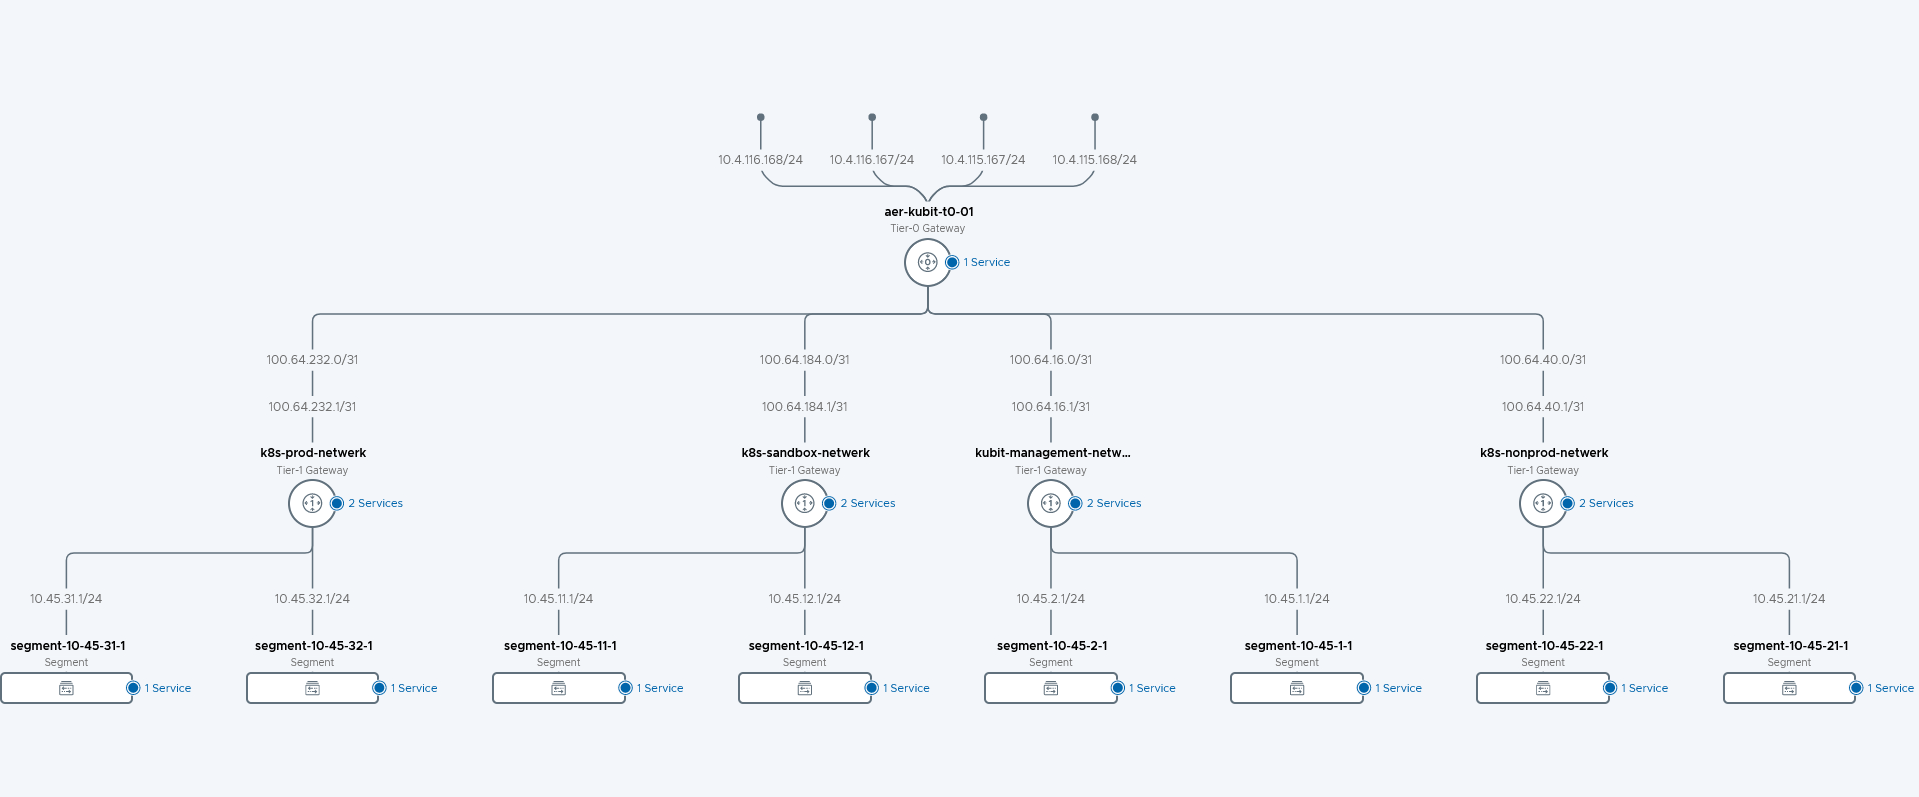 10.4.116.168/24 10.4.116.167/24 10.4.115.167/24 10.4.115.168/24
aer-kubit-t0-01
Tier-0 Gateway
1 Service
100.64.232.0/31 100.64.184.0/31 100.64.16.0/31 100.64.40.0/31
100.64.232.1/31 100.64.184.1/31 100.64.16.1/31 100.64.40.1/31
k8s-prod-netwerk k8s-sandbox-netwerk kubit-management-netw... k8s-nonprod-netwerk
Tier-1 Gateway Tier-1 Gateway Tier-1 Gateway Tier-1 Gateway
2 Services 2 Services 2 Services 2 Services
10.45.31.1/24 10.45.32.1/24 10.45.11.1/24 10.45.12.1/24 10.45.2.1/24 10.45.1.1/24 10.45.22.1/24 10.45.21.1/24
segment-10-45-31-1 segment-10-45-32-1 segment-10-45-11-1 segment-10-45-12-1 segment-10-45-2-1 segment-10-45-1-1 segment-10-45-22-1 segment-10-45-21-1
Segment Segment Segment Segment Segment Segment Segment Segment
1 Service 1 Service 1 Service 1 Service 1 Service 1 Service 1 Service 1 Service